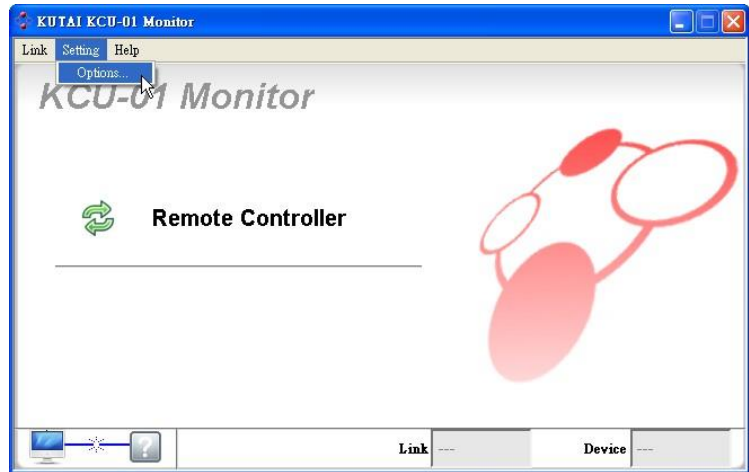 KUTAI KCU-01 Monitor
Link Setting Help
Options...
KCU-01 Monitor
Remote Controller
? Link --- Device ---